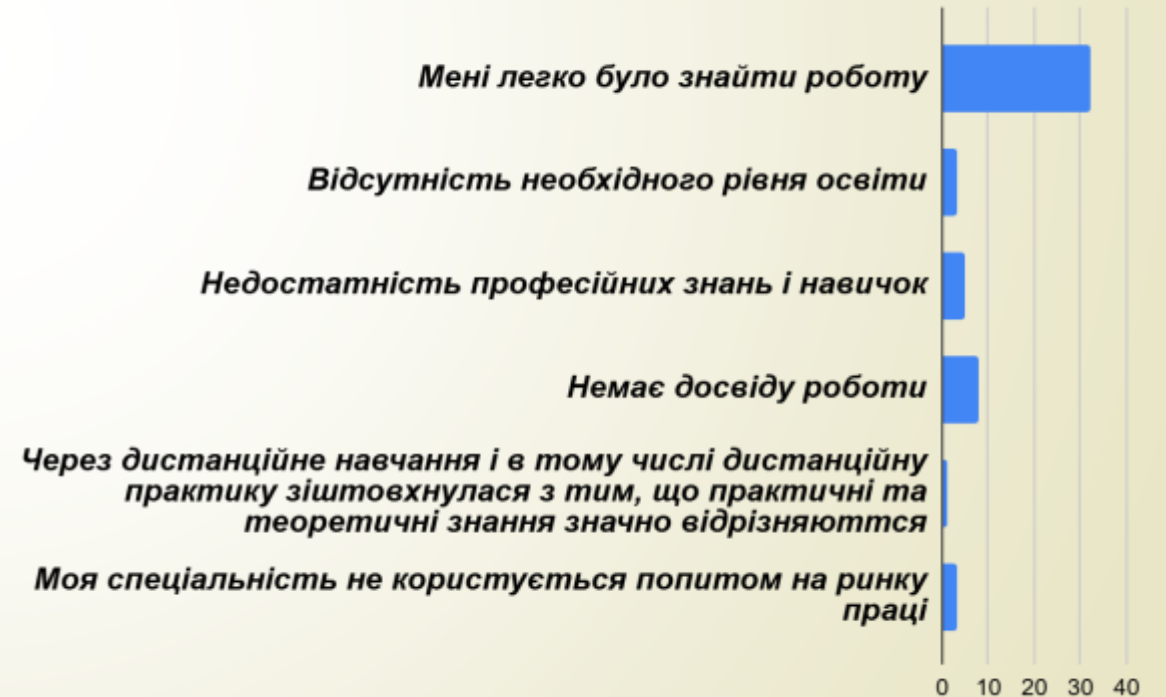 Мені легко було знайти роботу
Відсутність необхідного рівня освіти
Недостатність професійних знань і навичок
Немає досвіду роботи
Через дистанційне навчання і в тому числі дистанційну
практику зіштовхнулася з тим, що практичні та
теоретичні знання значно відрізняюттся
Моя спеціальність не користується попитом на ринку
праці
0 10 20 30 40